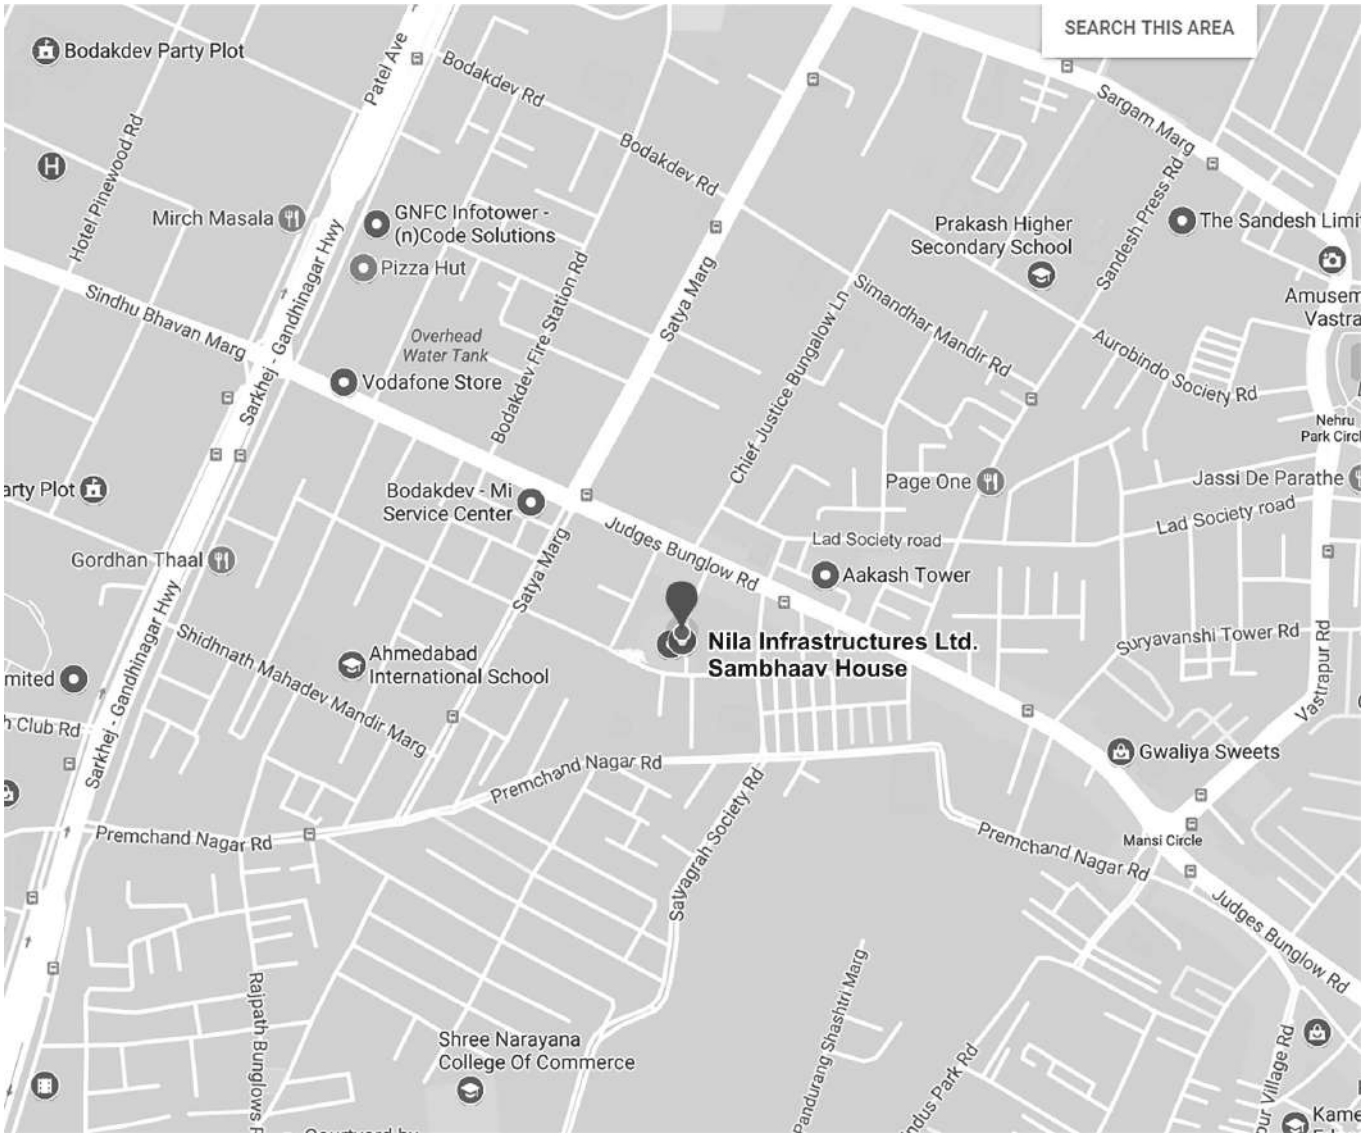 SEARCH THIS AREA
Bodakdev Party Plot
Patel Ave
Bodakdev Rd
Sargam Marg
Hotel Pinewood Rd
Bodakdev Rd
Mirch Masala
GNFC Infotower -
(n)Code Solutions
Pizza Hut
Prakash Higher
Secondary School
Sandesh Press Rd
The Sandesh Limi
Sindhu Bhavan Marg
Sarkhej - Gandhinagar Hwy
Overhead
Water Tank
Bodakdev Fire Station Rd
Satya Marg
Simandhar Mandir Rd
Amusem
Vastra
Vodafone Store
Chief Justice Bungalow Ln
Aurobindo Society Rd
Nehru
Park Circl
arty Plot
Bodakdev - Mi
Service Center
Page One
Jassi De Parathe
Lad Society road
Judges Bunglow Rd
Lad Society road
Gordhan Thaal
Satya Marg
Aakash Tower
Sarkhej - Gandhinagar Hwy
Shidhnath Mahadev Mandir Marg
Ahmedabad
International School
Nila Infrastructures Ltd.
Sambhaav House
Suryavanshi Tower Rd
Vastrapur Rd
mited
h Club Rd
Premchand Nagar Rd
Gwaliya Sweets
Premchand Nagar Rd
Satyagrah Society Rd
Premchand Nagar Rd
Mansi Circle
Judges Bunglow Rd
Rajpath Bunglows
Shree Narayana
College Of Commerce
Pandurang Shashtri Marg
ndus Park Rd
pur Village Rd
Kame